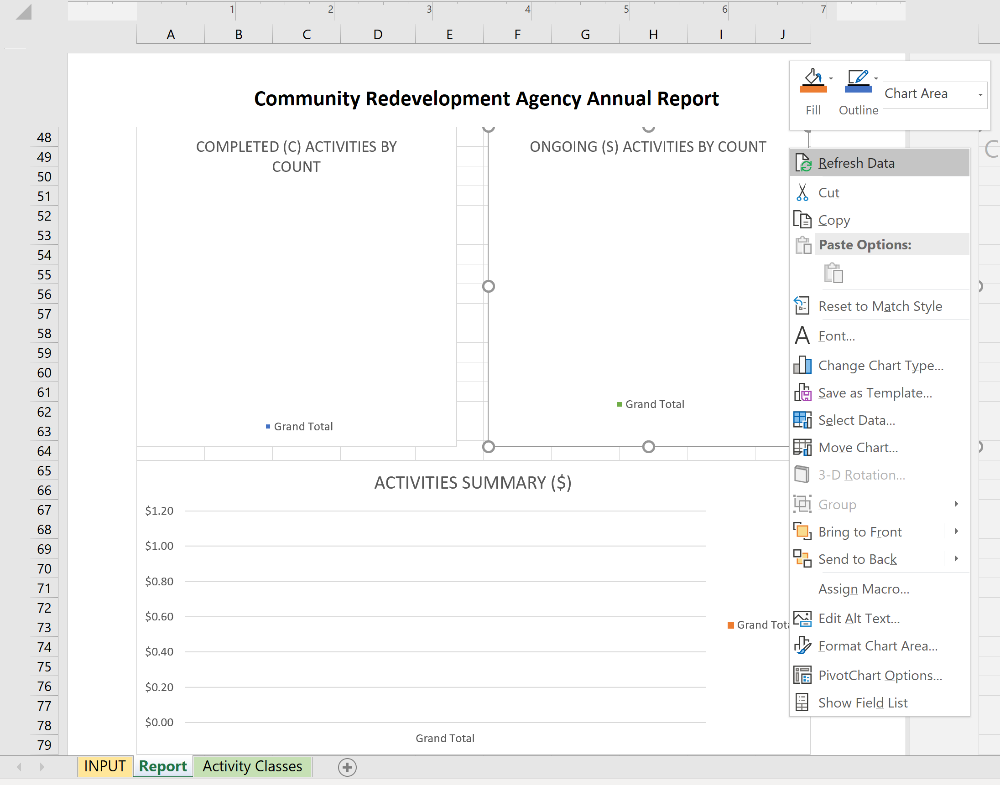 1 2 3 4 5 6 7
A B C D E F G H I J
Community Redevelopment Agency Annual Report
Fill Outline Chart Area
48
49
50
51
52
53
54
55
56
57
58
59
60
61
62
63
64
65
66
67
68
69
70
71
72
73
74
75
76
77
78
79
COMPLETED (C) ACTIVITIES BY
COUNT
Grand Total
ONGOING (S) ACTIVITIES BY COUNT
Grand Total
C
ACTIVITIES SUMMARY ($)
$1.20
$1.00
$0.80
$0.60
$0.40
$0.20
$0.00
Grand Total
Grand Tota
Refresh Data
Cut
Copy
Paste Options:
Reset to Match Style
Font...
Change Chart Type...
Save as Template...
Select Data...
Move Chart...
3-D Rotation...
Group
Bring to Front
Send to Back
Assign Macro...
Edit Alt Text...
Format Chart Area...
PivotChart Options...
Show Field List
INPUT Report Activity Classes